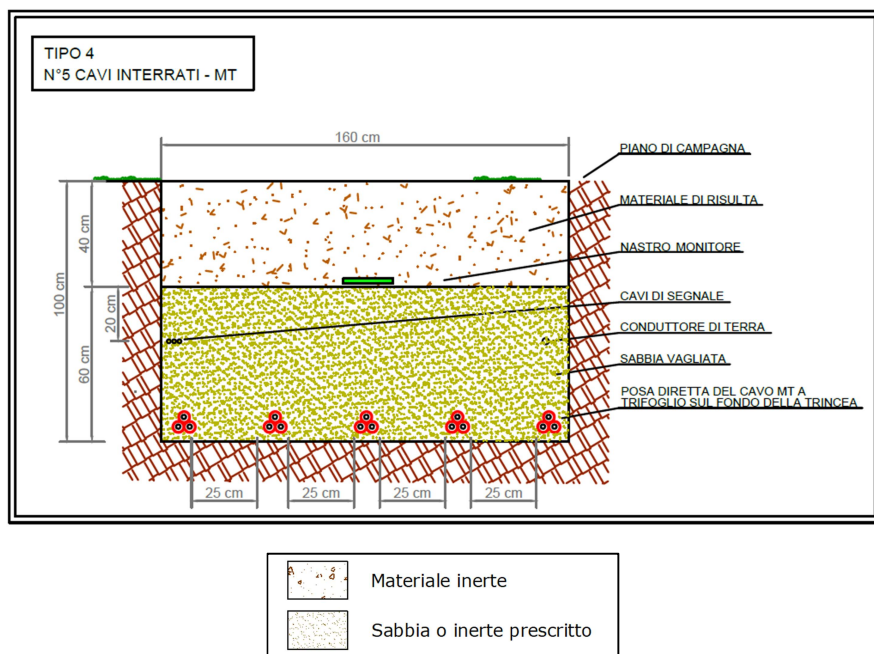 TIPO 4
N°5 CAVI INTERRATI - MT
160 cm
PIANO DI CAMPAGNA
MATERIALE DI RISULTA
40 cm
NASTRO MONITORE
100 cm
CAVI DI SEGNALE
20 cm
CONDUTTORE DI TERRA
60 cm
SABBIA VAGLIATA
POSA DIRETTA DEL CAVO MT A
TRIFOGLIO SUL FONDO DELLA TRINCEA
25 cm
25 cm
25 cm
25 cm
Materiale inerte
Sabbia o inerte prescritto